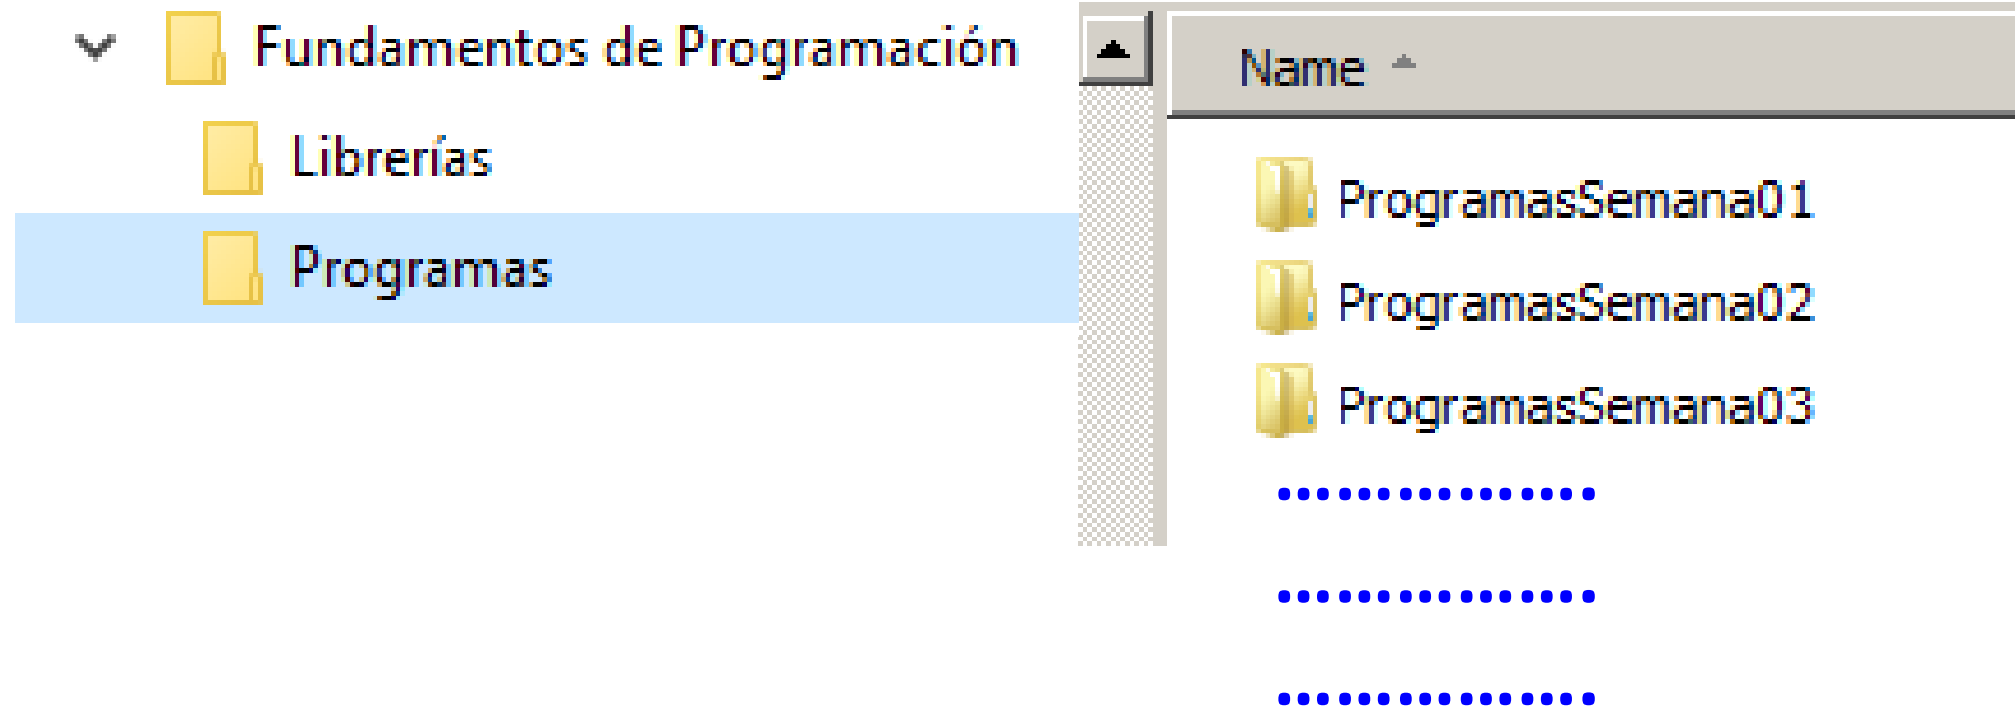 Fundamentos de Programación
Librerías
Programas
Name
ProgramasSemana01
ProgramasSemana02
ProgramasSemana03
................
................
................